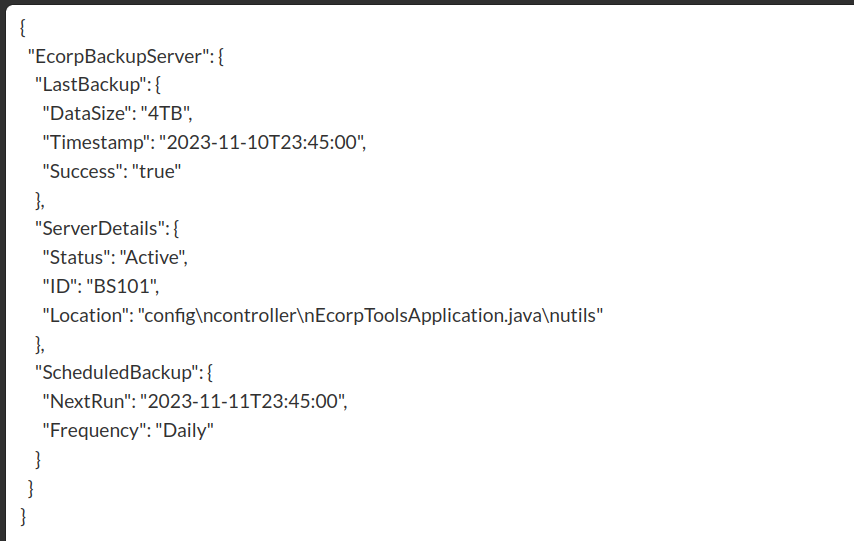 {
"EcorpBackupServer": {
"LastBackup": {
"DataSize": "4TB",
"Timestamp": "2023-11-10T23:45:00",
"Success": "true"
},
"ServerDetails": {
"Status": "Active",
"ID": "BS101",
"Location": "config\ncontroller\nEcorpToolsApplication.java\nutils"
},
"ScheduledBackup": {
"NextRun": "2023-11-11T23:45:00",
"Frequency": "Daily"
}
}
}